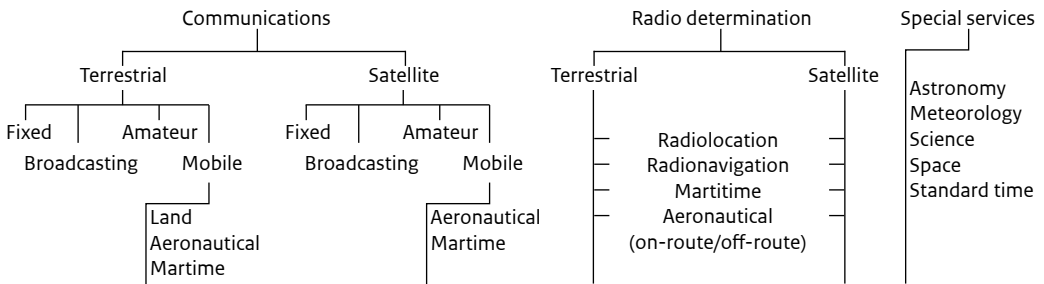 Communications
Radio determination
Special services
Terrestrial
Satellite
Terrestrial
Satellite
Fixed
Amateur
Broadcasting
Mobile
Land
Aeronautical
Martime
Fixed
Amateur
Broadcasting
Mobile
Aeronautical
Martime
Radiolocation
Radionavigation
Martitime
Aeronautical
(on-route/off-route)
Astronomy
Meteorology
Science
Space
Standard time